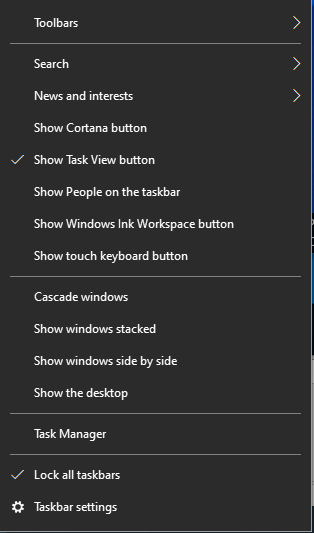 Toolbars
Search
News and interests
Show Cortana button
Show Task View button
Show People on the taskbar
Show Windows Ink Workspace button
Show touch keyboard button
Cascade windows
Show windows stacked
Show windows side by side
Show the desktop
Task Manager
Lock all taskbars
Taskbar settings